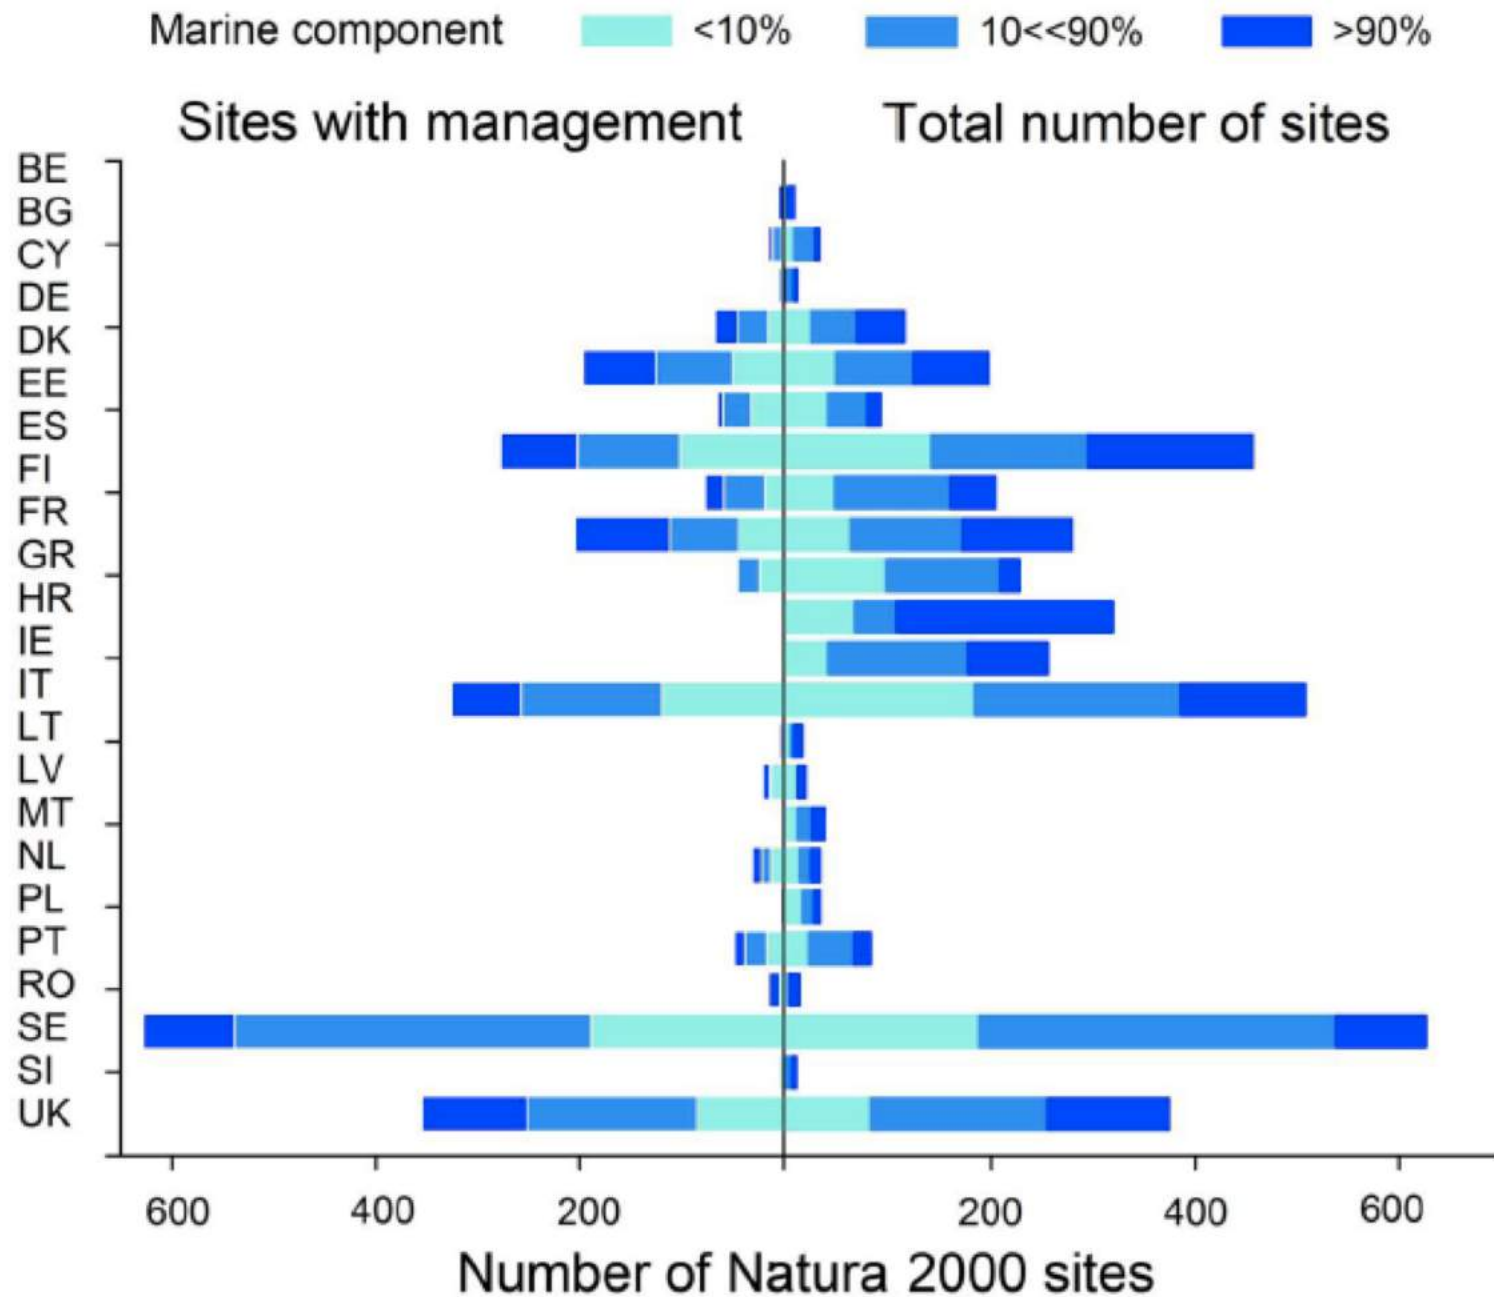 Marine component <10% 10<<90% >90%
Sites with management Total number of sites
BE
BG
CY
DE
DK
EE
ES
FI
FR
GR
HR
IE
IT
LT
LV
MT
NL
PL
PT
RO
SE
SI
UK
600 400 200 200 400 600
Number of Natura 2000 sites